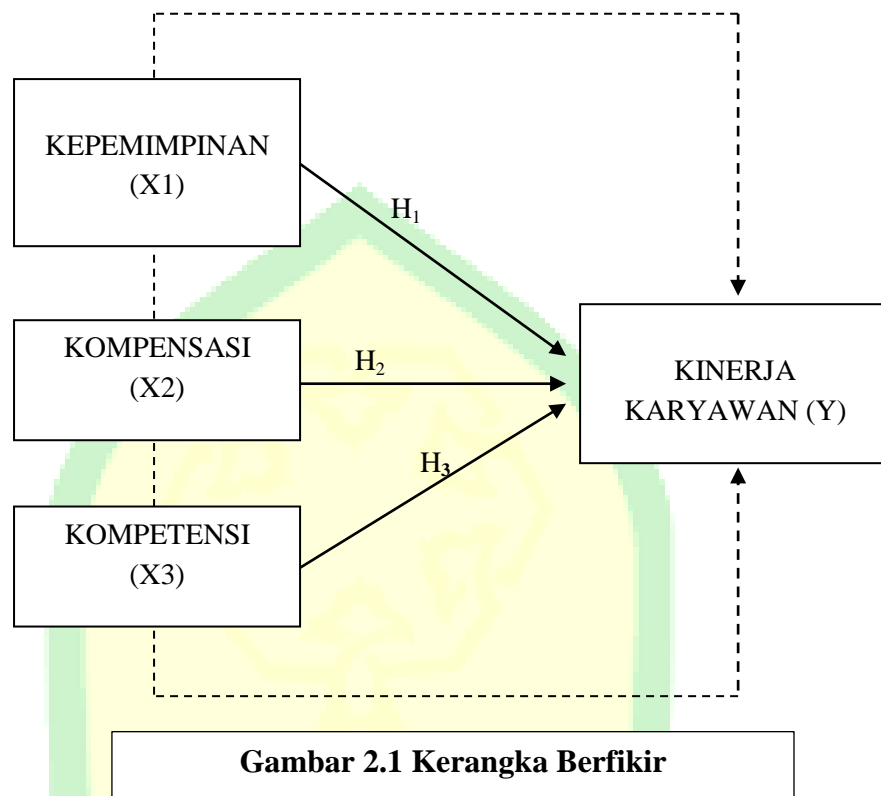 KEPEMIMPINAN
(X1)
H₁
KOMPENSASI
(X2)
H₂
KINERJA
KARYAWAN (Y)
H₃
KOMPETENSI
(X3)
Gambar 2.1 Kerangka Berfikir